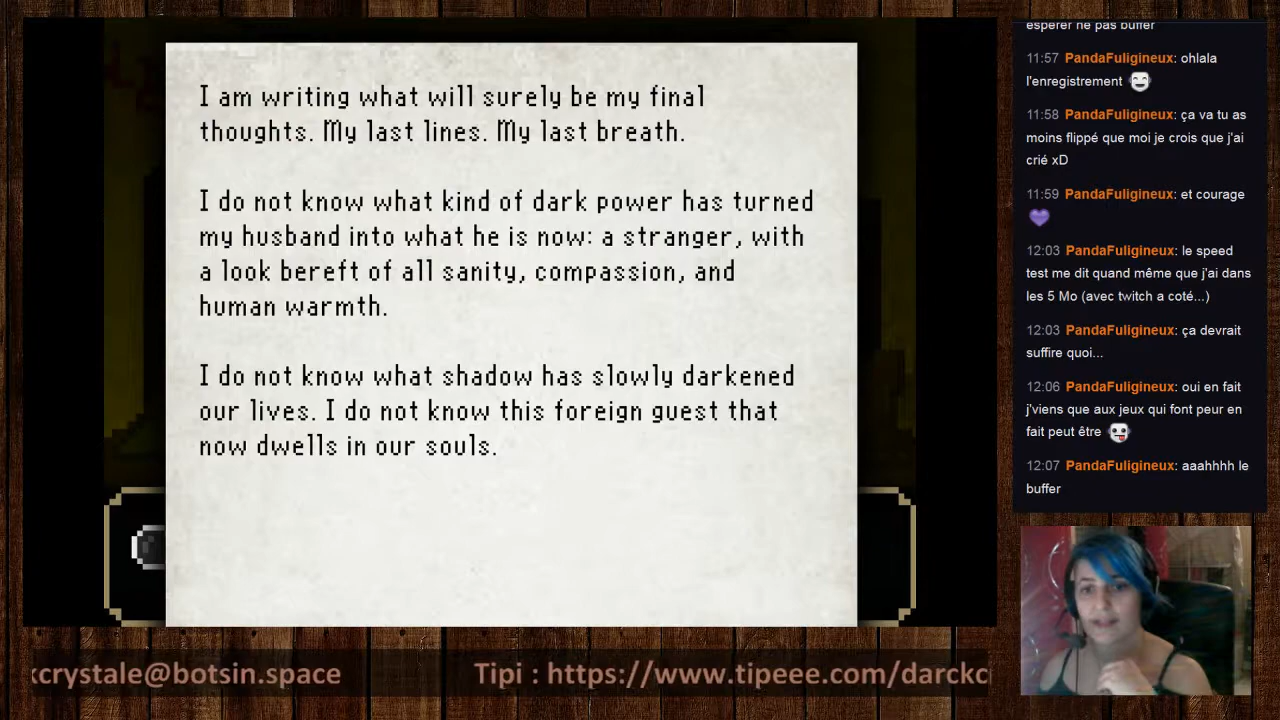 I am writing what will surely be my final
thoughts. My last lines. My last breath.
I do not know what kind of dark power has turned
my husband into what he is now: a stranger, with
a look bereft of all sanity, compassion, and
human warmth.
I do not know what shadow has slowly darkened
our lives. I do not know this foreign guest that
now dwells in our souls.
espérer ne pas buffer
11:57 PandaFuligineux: ohlala
l'enregistrement
11:58 PandaFuligineux: ça va tu as
moins flippé que moi je crois que j'ai
crié xD
11:59 PandaFuligineux: et courage
12:03 PandaFuligineux: le speed
test me dit quand même que j'ai dans
les 5 Mo (avec twitch a coté...)
12:03 PandaFuligineux: ça devrait
suffire quoi...
12:06 PandaFuligineux: oui en fait
j'viens que aux jeux qui font peur en
fait peut être
12:07 PandaFuligineux: aaahhhh le
buffer
xcrystale@botsin.space Tipi : https://www.tipeee.com/darckc